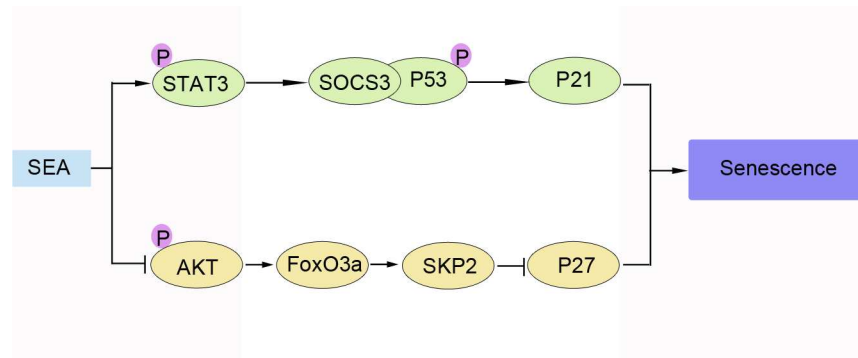 P
STAT3
SOCS3
P53
P
P21
SEA
Senescence
P
AKT
FoxO3a
SKP2
P27